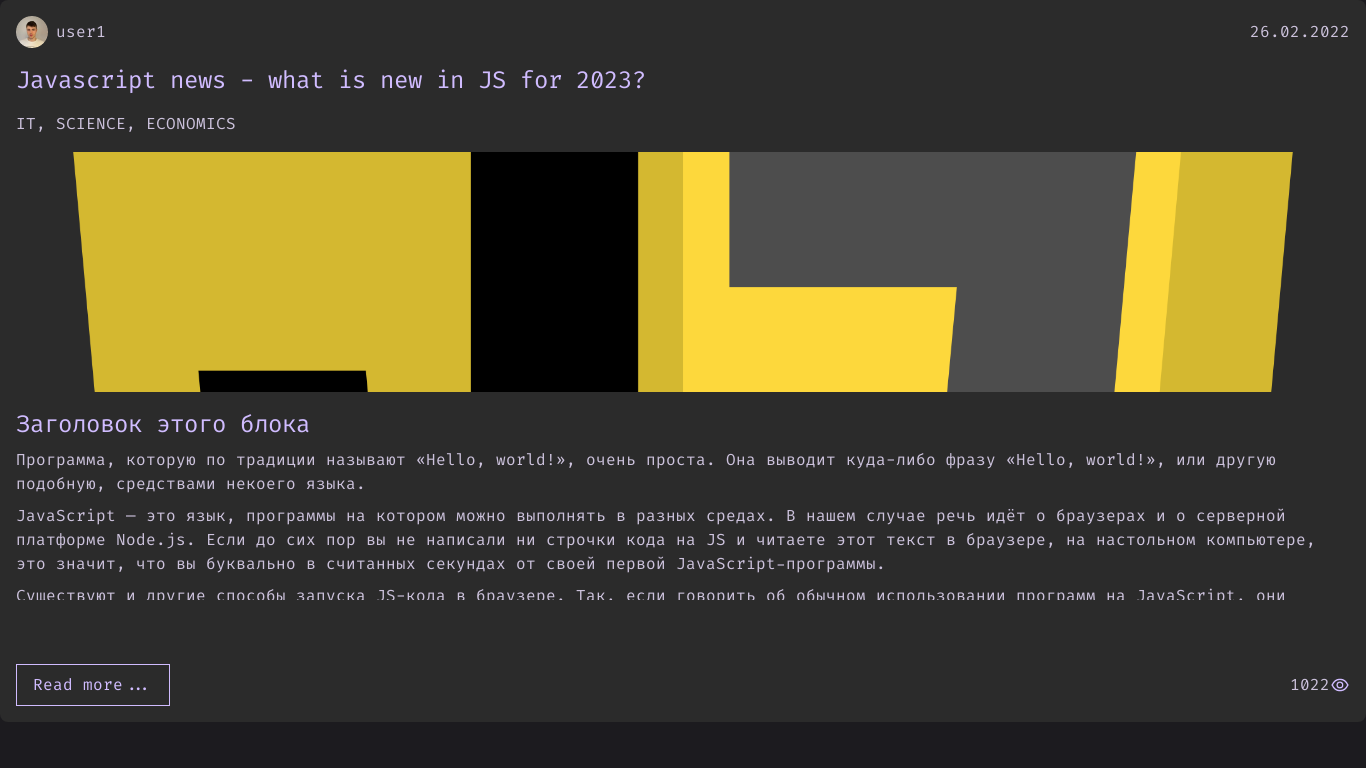 user1
26.02.2022
Javascript news - what is new in JS for 2023?
IT, SCIENCE, ECONOMICS
Заголовок этого блока
Программа, которую по традиции называют «Hello, world!», очень проста. Она выводит куда-либо фразу «Hello, world!», или другую
подобную, средствами некоего языка.
JavaScript — это язык, программы на котором можно выполнять в разных средах. В нашем случае речь идёт о браузерах и о серверной
платформе Node.js. Если до сих пор вы не написали ни строчки кода на JS и читаете этот текст в браузере, на настольном компьютере,
это значит, что вы буквально в считанных секундах от своей первой JavaScript-программы.
Существуют и другие способы запуска JS-кода в браузере. Так, если говорить об обычном использовании программ на JavaScript, они
Read more...
1022